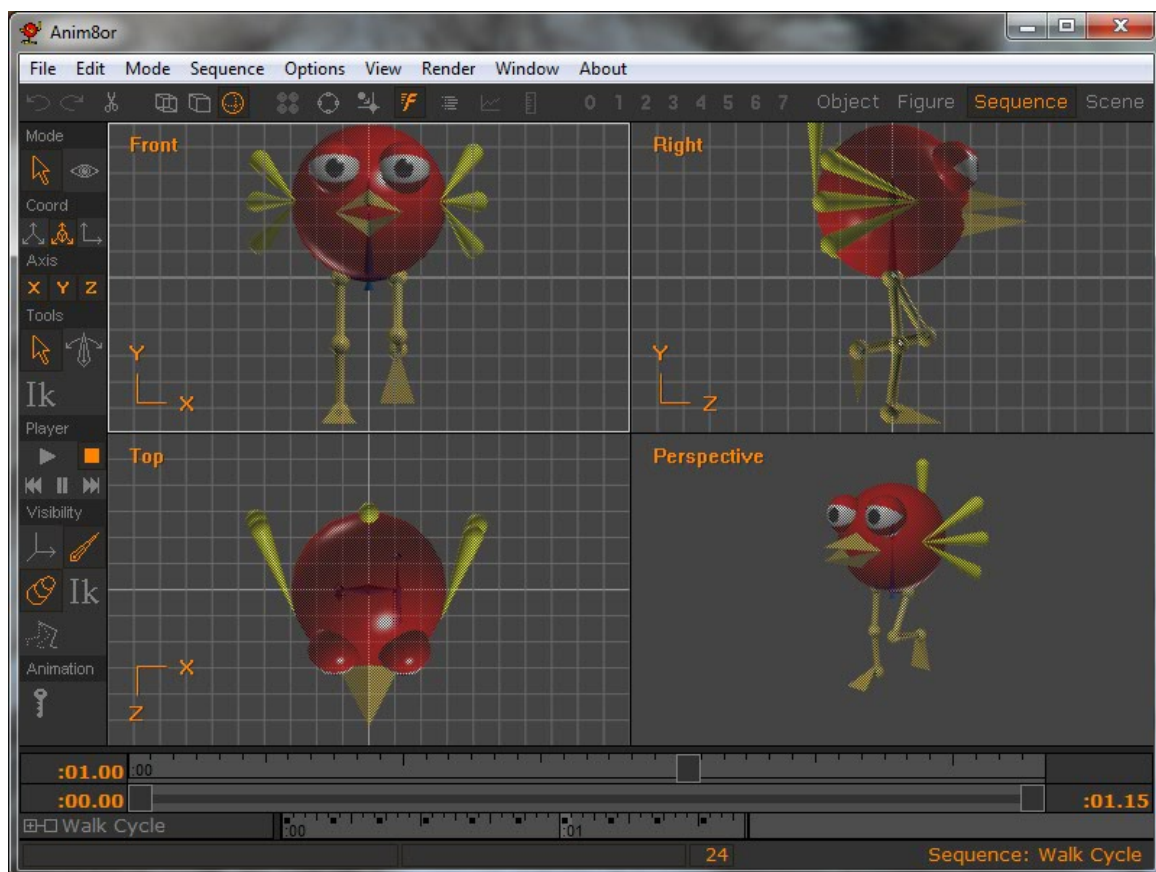 Anim8or
File Edit Mode Sequence Options View Render Window About
0 1 2 3 4 5 6 7 Object Figure Sequence Scene
Mode
Coord
Axis
X Y Z
Tools
Ik
Player
Visibility
Ik
Animation
Front
Y
X
Right
Y
Z
Top
X
Z
Perspective
:01.00 :00
:00.00 :01.15
Walk Cycle :00 :01
24 Sequence: Walk Cycle